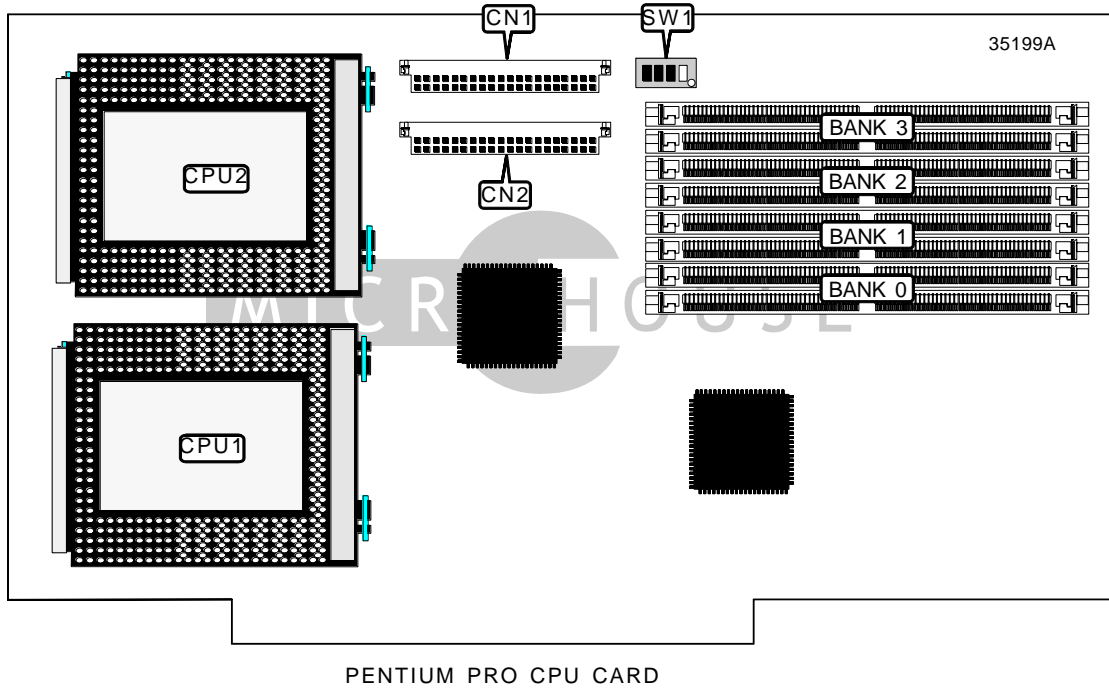 CN1
SW1
35199A
BANK 3
CPU2
BANK 2
CN2
BANK 1
BANK 0
MICRO HOUSE
CPU1
PENTIUM PRO CPU CARD